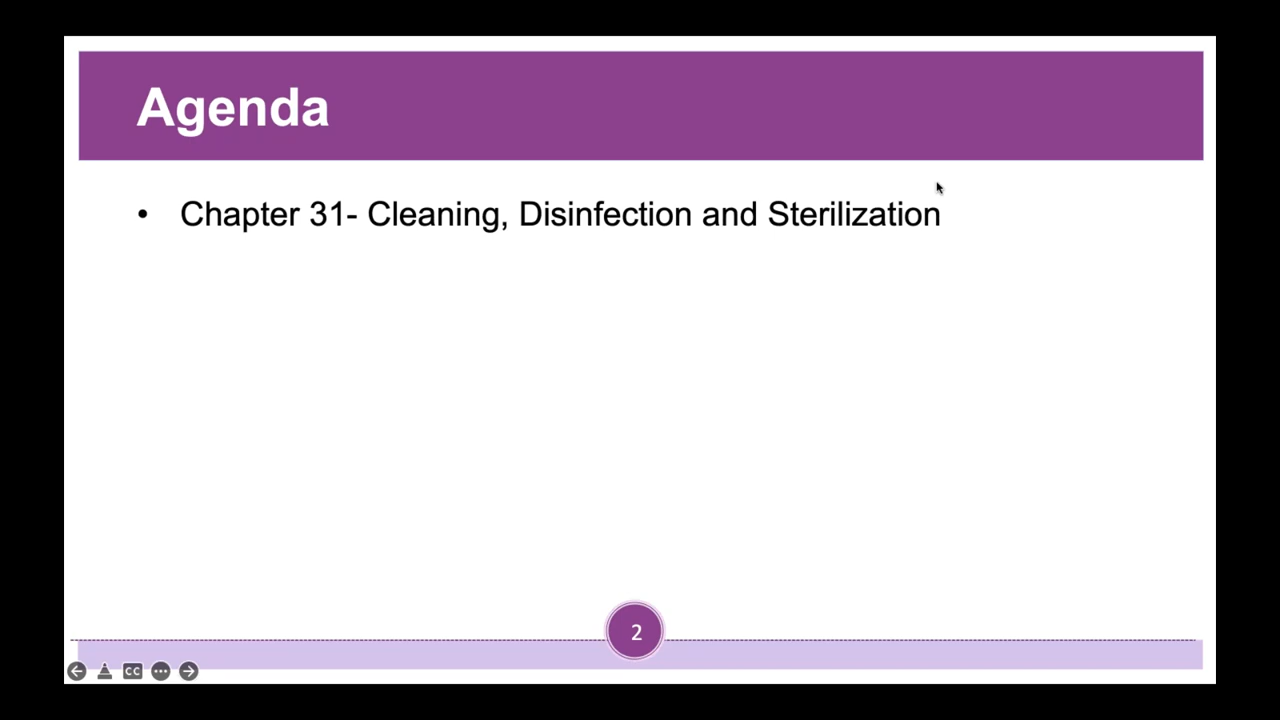 Agenda
• Chapter 31- Cleaning, Disinfection and Sterilization
2
CC